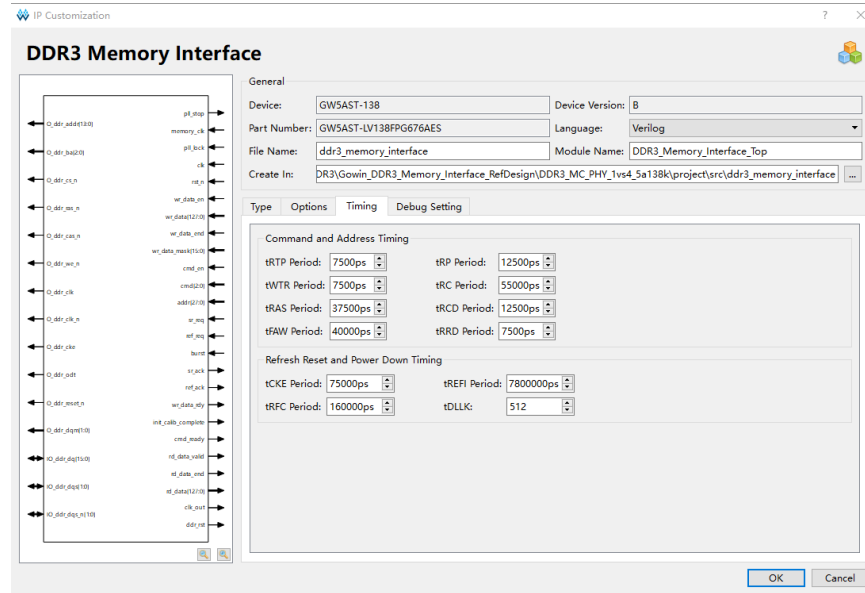 IP Customization
?
DDR3 Memory Interface
O_ddr_addr(13:0)
O_ddr_ba(2:0)
O_ddr_cs_n
O_ddr_ras_n
O_ddr_cas_n
O_ddr_we_n
O_ddr_clk
O_ddr_clk_n
O_ddr_cke
O_ddr_odt
O_ddr_reset_n
O_ddr_dqm(1:0)
IO_ddr_dq(15:0)
IO_ddr_dqs(1:0)
IO_ddr_dqs_n(1:0)
pll_stop
memory_clk
pll_lock
clk
rst_n
wr_data_en
wr_data(127:0)
wr_data_end
wr_data_mask(15:0)
cmd_en
cmd(2:0)
addr(27:0)
sr_req
ref_req
burst
sr_ack
ref_ack
wr_data_rdy
init_calib_complete
cmd_ready
rd_data_valid
rd_data_end
rd_data(127:0)
clk_out
ddr_rst
General
Device: GW5AST-138 Device Version: B
Part Number: GW5AST-LV138FPG676AES Language: Verilog
File Name: ddr3_memory_interface Module Name: DDR3_Memory_Interface_Top
Create In: DR3\Gowin_DDR3_Memory_Interface_RefDesign\DDR3_MC_PHY_1vs4_5a138k\project\src\ddr3_memory_interface ...
Type Options Timing Debug Setting
Command and Address Timing
tRTP Period: 7500ps tRP Period: 12500ps
tWTR Period: 7500ps tRC Period: 55000ps
tRAS Period: 37500ps tRCD Period: 12500ps
tFAW Period: 40000ps tRRD Period: 7500ps
Refresh Reset and Power Down Timing
tCKE Period: 75000ps tREFI Period: 7800000ps
tRFC Period: 160000ps tDLLK: 512
OK Cancel